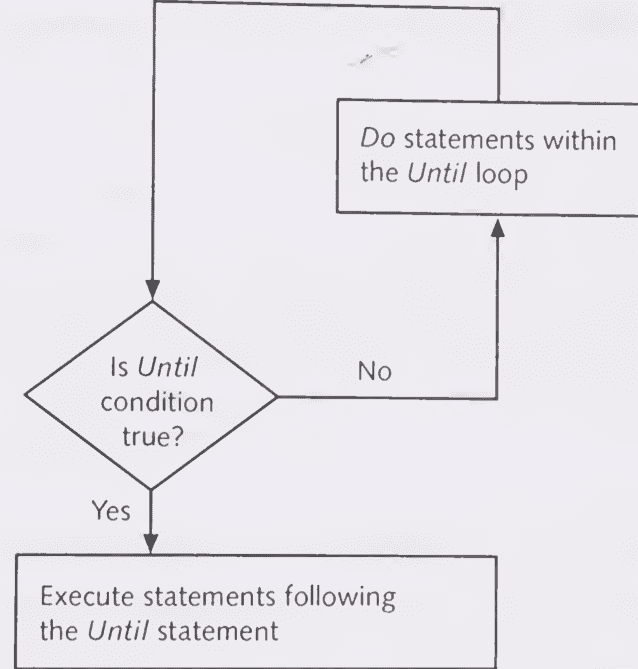 Do statements within
the Until loop
Is Until
condition
true?
No
Yes
Execute statements following
the Until statement